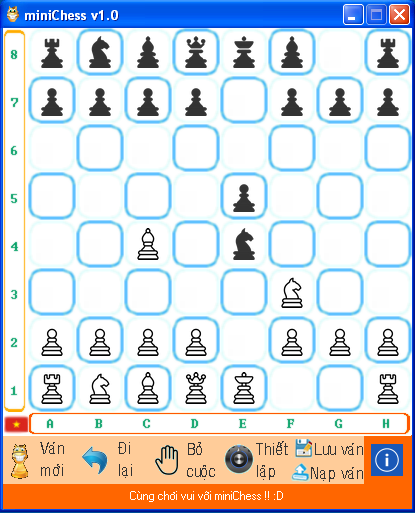 miniChess v1.0
8
7
6
5
4
3
2
1
A B C D E F G H
Ván mới
Đi lại
Bỏ cuộc
Thiết lập
Lưu ván
Nạp ván
Cùng chơi vui với miniChess !! :D